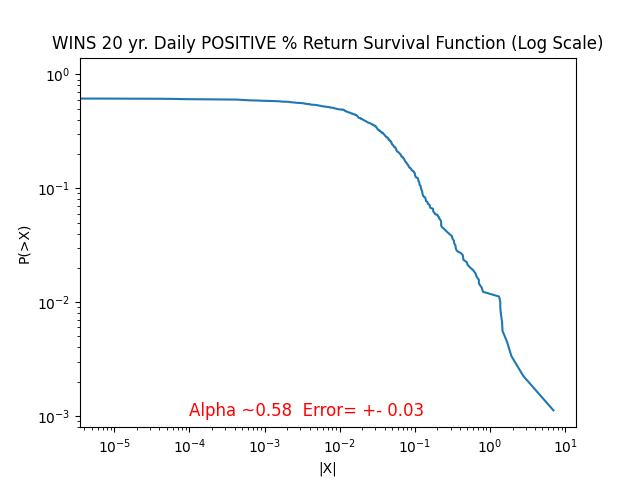 WINS 20 yr. Daily POSITIVE % Return Survival Function (Log Scale)
10⁰
10⁻¹
10⁻²
10⁻³
P(>X)
Alpha ~0.58  Error= +- 0.03
10⁻⁵ 10⁻⁴ 10⁻³ 10⁻² 10⁻¹ 10⁰ 10¹
|X|